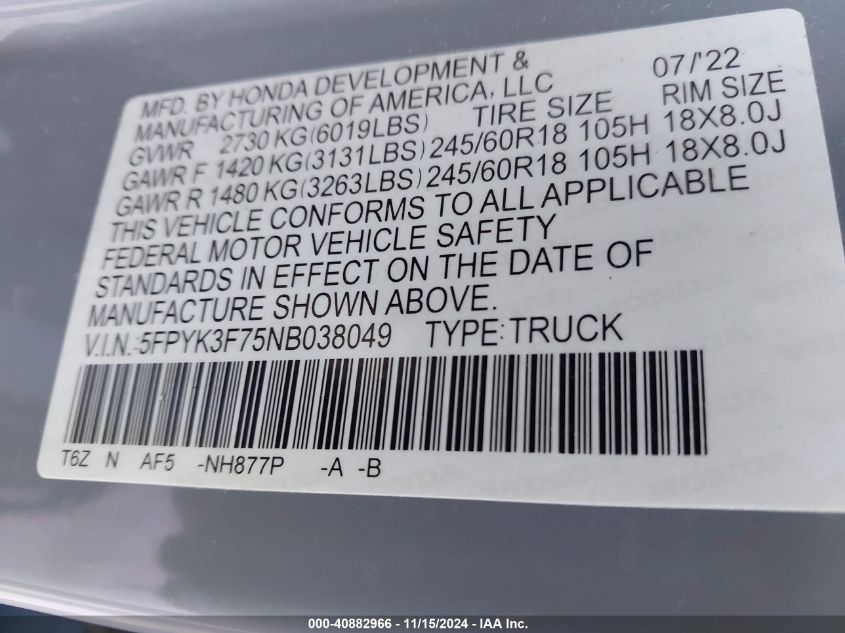 MFD. BY HONDA DEVELOPMENT & 07/'22
MANUFACTURING OF AMERICA, LLC
GVWR 2730 KG(6019LBS) TIRE SIZE RIM SIZE
GAWR F 1420 KG(3131LBS) 245/60R18 105H 18X8.0J
GAWR R 1480 KG(3263LBS) 245/60R18 105H 18X8.0J
THIS VEHICLE CONFORMS TO ALL APPLICABLE
FEDERAL MOTOR VEHICLE SAFETY
STANDARDS IN EFFECT ON THE DATE OF
MANUFACTURE SHOWN ABOVE.
V.I.N.:5FPYK3F75NB038049 TYPE:TRUCK
T6Z N AF5 -NH877P -A -B
000-40882966 - 11/15/2024 - IAA Inc.